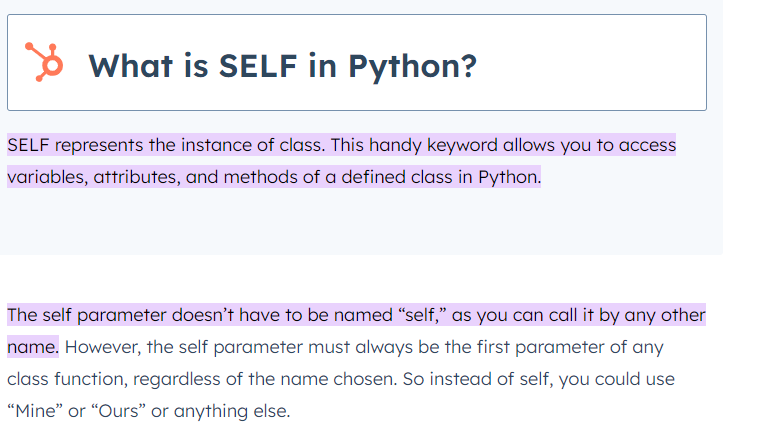 What is SELF in Python?
SELF represents the instance of class. This handy keyword allows you to access
variables, attributes, and methods of a defined class in Python.
The self parameter doesn’t have to be named “self,” as you can call it by any other
name. However, the self parameter must always be the first parameter of any
class function, regardless of the name chosen. So instead of self, you could use
“Mine” or “Ours” or anything else.